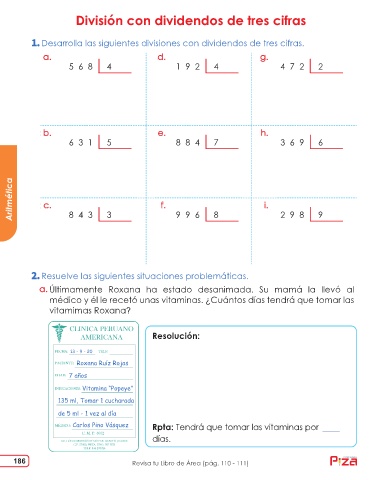 División con dividendos de tres cifras
1. Desarrolla las siguientes divisiones con dividendos de tres cifras.
a. d. g.
5 6 8 4 1 9 2 4 4 7 2 2
b. e. h.
6 3 1 5 8 8 4 7 3 6 9 6
c. f. i.
8 4 3 3 9 9 6 8 2 9 8 9
Aritmética
2. Resuelve las siguientes situaciones problemáticas.
a. Últimamente Roxana ha estado desanimada. Su mamá la llevó al
médico y él le recetó unas vitaminas. ¿Cuántos días tendrá que tomar las
vitamimas Roxana?
CLINICA PERUANO
AMERICANA
FECHA: 16 - 9 - 20
PACIENTE: Roxana Ruiz Rojas
EDAD: 7 años
INDICACIONES: Vitamina "Popeye"
135 ml. Tomar 1 cucharada
de 5 ml - 1 vez al día
MÉDICO: Carlos Pino Vásquez
Resolución:
Rpta: Tendrá que tomar las vitaminas por ____
días.
186
Revisa tu Libro de Área (pág. 110 - 111)